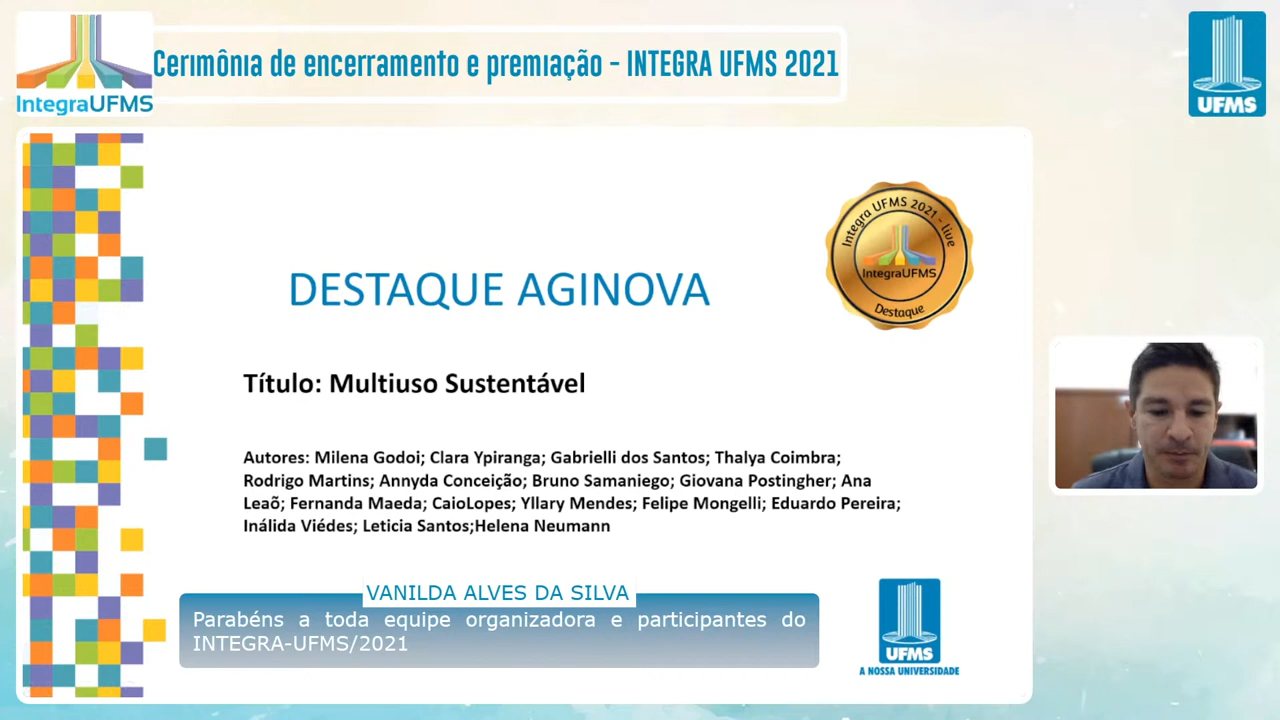 IntegraUFMS
Cerimônia de encerramento e premiação - INTEGRA UFMS 2021
UFMS
Integra UFMS 2021 - live
IntegraUFMS
Destaque
DESTAQUE AGINOVA
Título: Multiuso Sustentável
Autores: Milena Godoi; Clara Ypiranga; Gabrielli dos Santos; Thalya Coimbra;
Rodrigo Martins; Annyda Conceição; Bruno Samaniego; Giovana Postingher; Ana
Leaõ; Fernanda Maeda; CaioLopes; Yllary Mendes; Felipe Mongelli; Eduardo Pereira;
Inálida Viédes; Leticia Santos;Helena Neumann
VANILDA ALVES DA SILVA
Parabéns a toda equipe organizadora e participantes do
INTEGRA-UFMS/2021
UFMS
A NOSSA UNIVERSIDADE